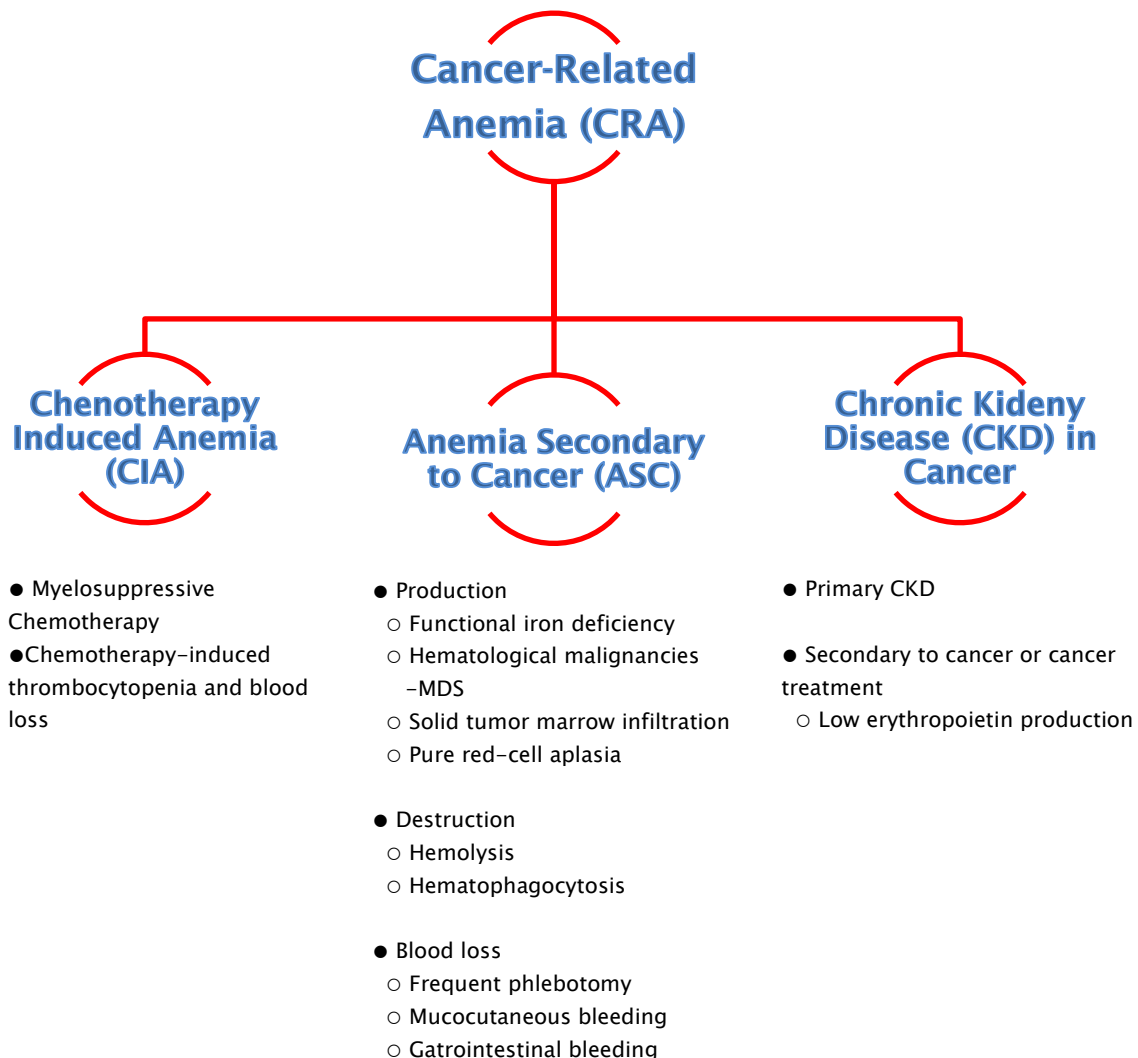 Cancer-Related
Anemia (CRA)
Chenotherapy
Induced Anemia
(CIA)
● Myelosuppressive
Chemotherapy
●Chemotherapy-induced
thrombocytopenia and blood
loss
Anemia Secondary
to Cancer (ASC)
● Production
○ Functional iron deficiency
○ Hematological malignancies
-MDS
○ Solid tumor marrow infiltration
○ Pure red-cell aplasia
● Destruction
○ Hemolysis
○ Hematophagocytosis
● Blood loss
○ Frequent phlebotomy
○ Mucocutaneous bleeding
○ Gatrointestinal bleeding
Chronic Kideny
Disease (CKD) in
Cancer
● Primary CKD
● Secondary to cancer or cancer
treatment
○ Low erythropoietin production